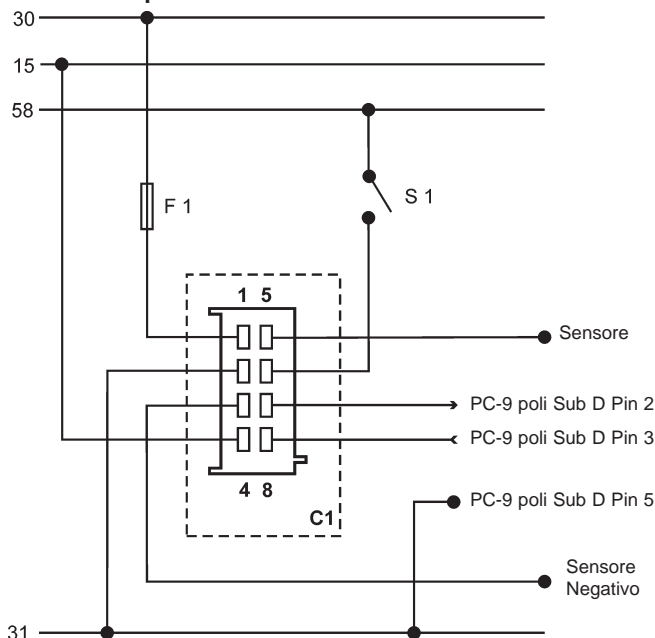 30
15
58
F 1
S 1
1 5
Sensore
PC-9 poli Sub D Pin 2
PC-9 poli Sub D Pin 3
4 8
PC-9 poli Sub D Pin 5
C1
Sensore
Negativo
31